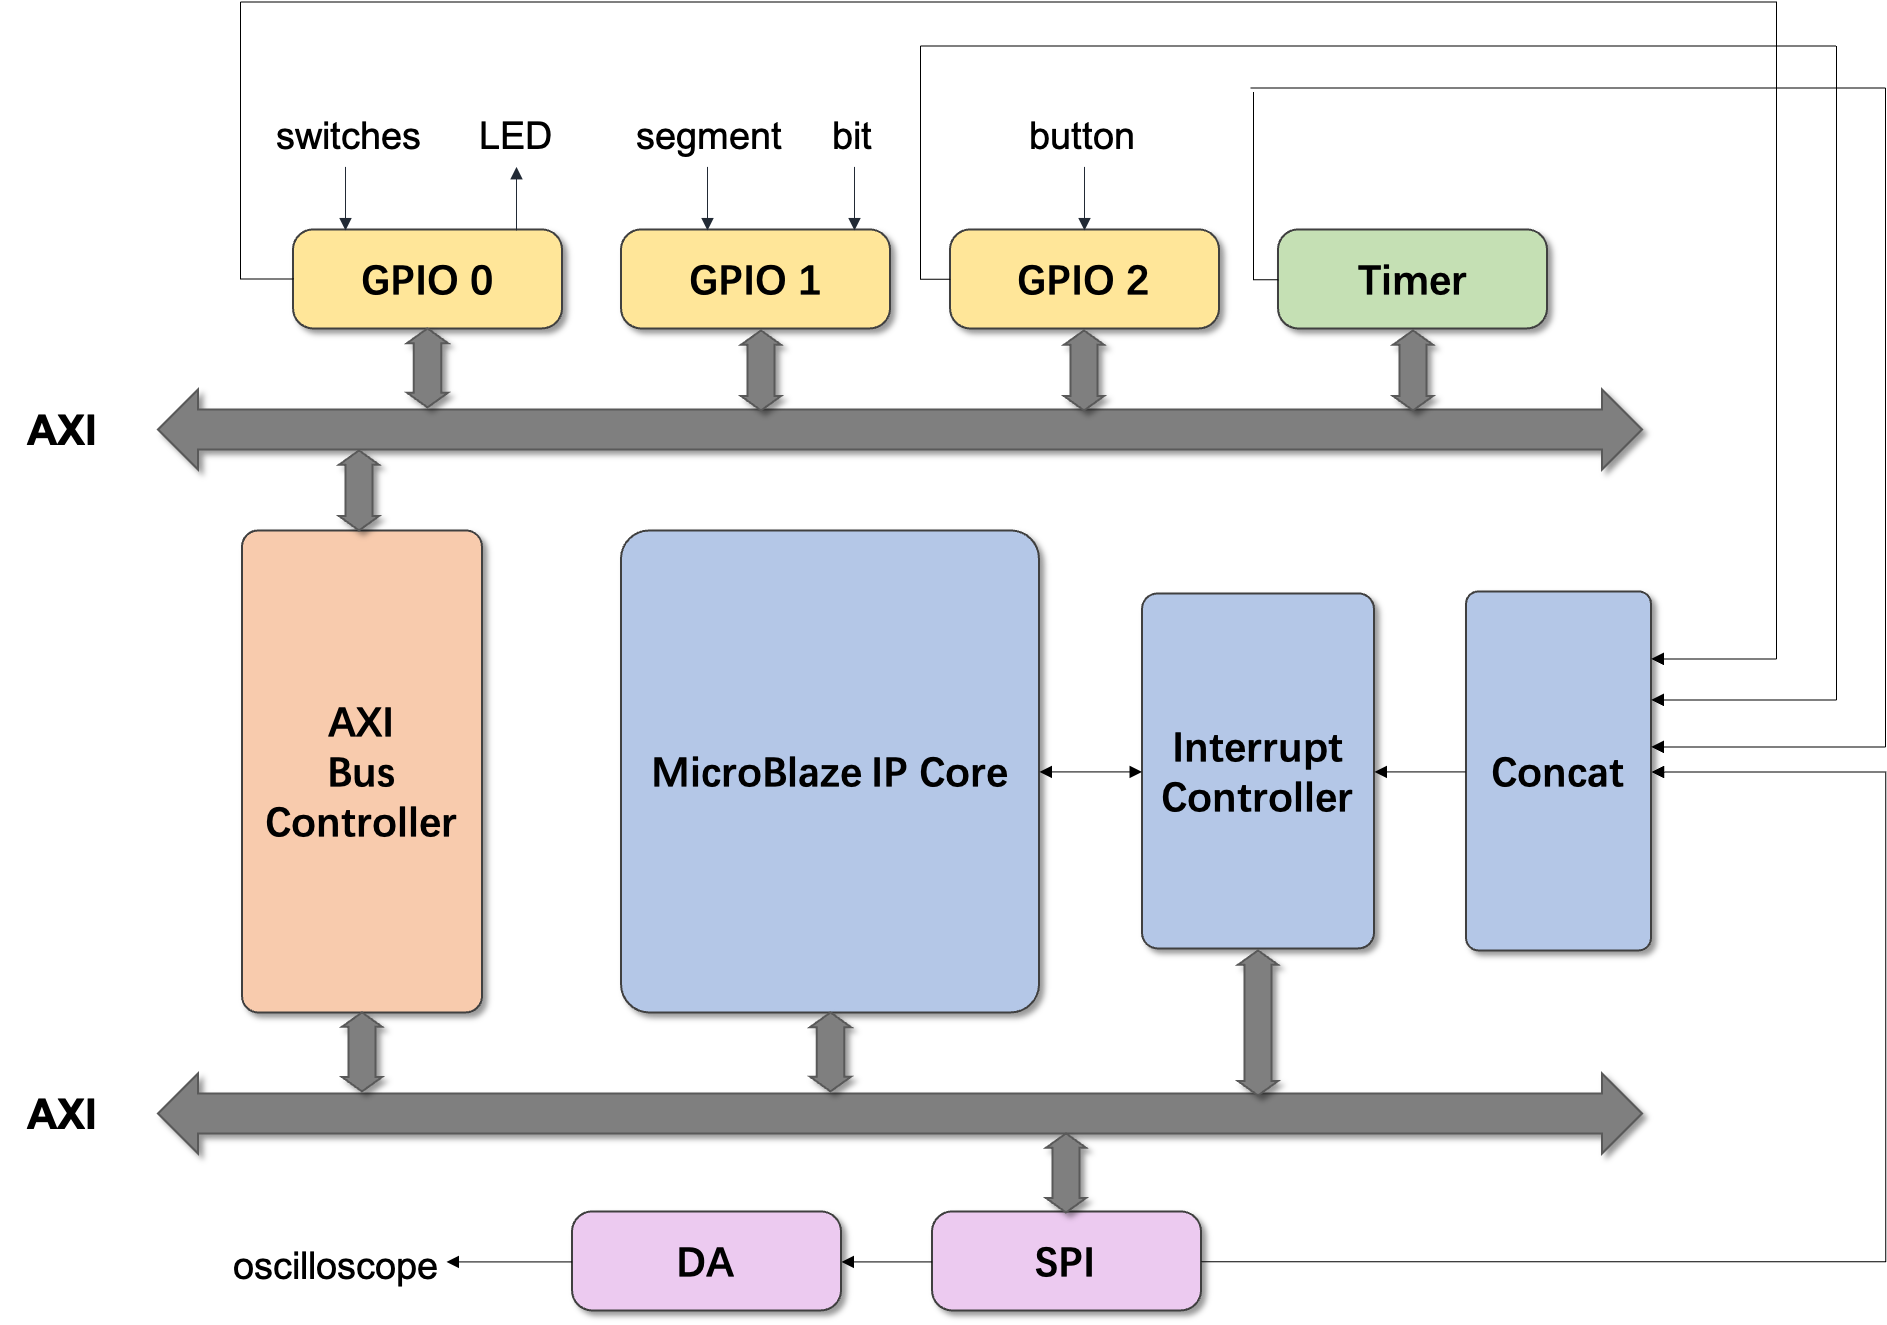 switches
LED
segment
bit
button
GPIO 0
GPIO 1
GPIO 2
Timer
AXI
AXI
Bus
Controller
MicroBlaze IP Core
Interrupt
Controller
Concat
AXI
oscilloscope
DA
SPI